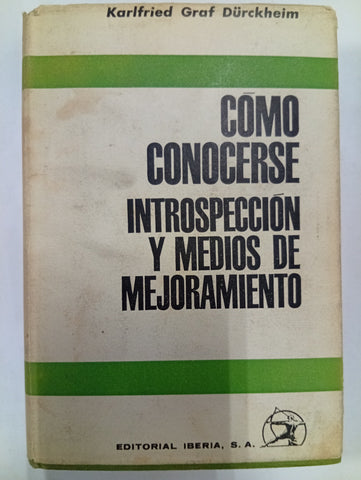 Karlfried Graf Dürckheim
CÓMO
CONOCERSE
INTROSPECCIÓN
Y MEDIOS DE
MEJORAMIENTO
EDITORIAL IBERIA, S. A.